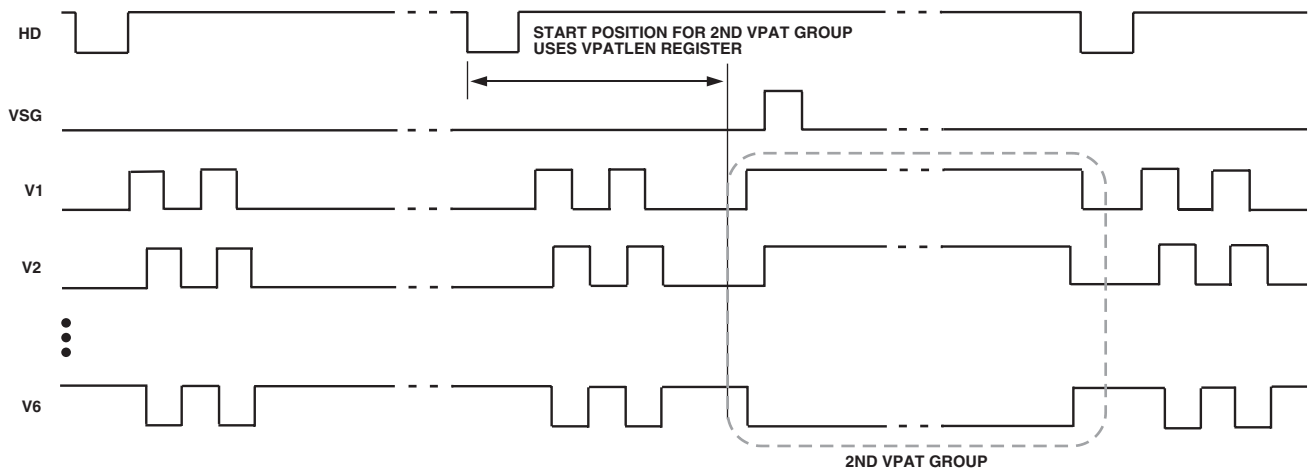 HD
START POSITION FOR 2ND VPAT GROUP
USES VPATLEN REGISTER
VSG
V1
V2
V6
2ND VPAT GROUP